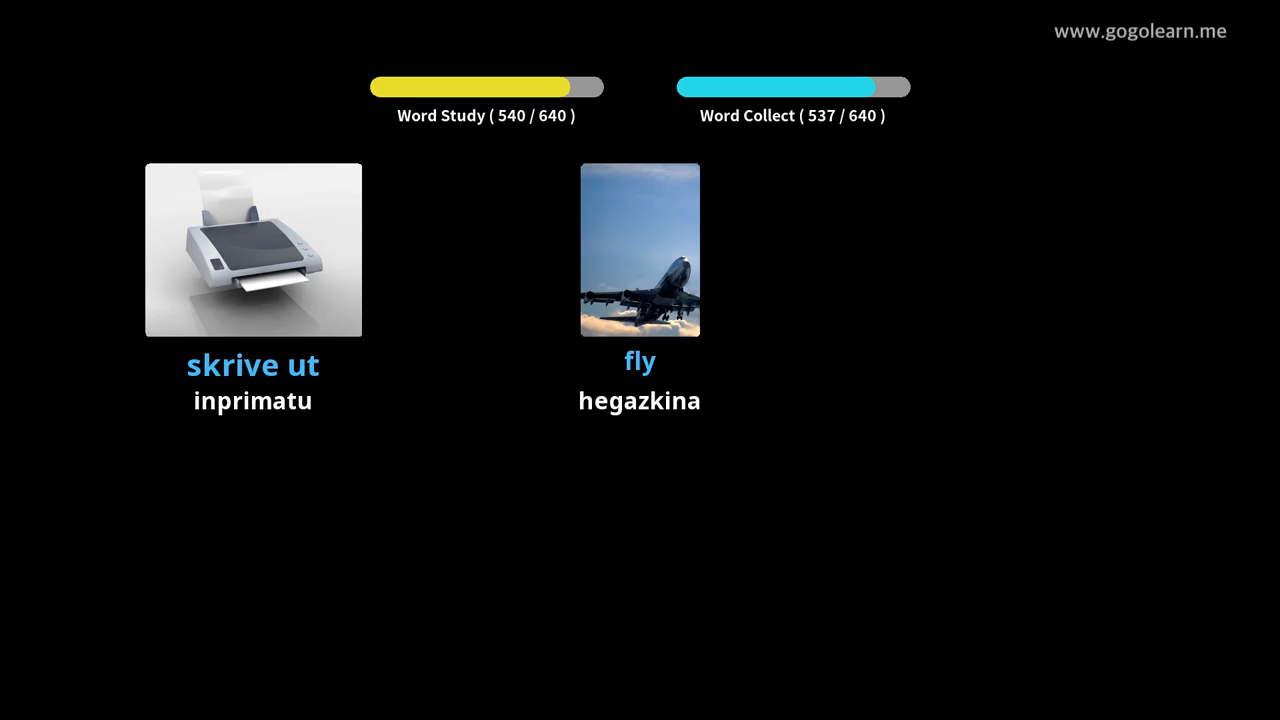 www.gogolearn.me
Word Study ( 540 / 640 )
Word Collect ( 537 / 640 )
skrive ut
inprimatu
fly
hegazkina